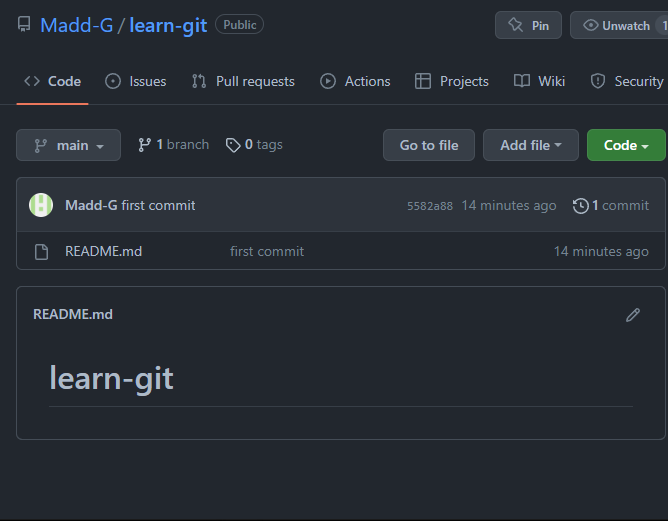 Madd-G / learn-git Public Pin Unwatch 1
Code Issues Pull requests Actions Projects Wiki Security
main 1 branch 0 tags Go to file Add file Code
Madd-G first commit 5582a88 14 minutes ago 1 commit
README.md first commit 14 minutes ago
README.md
learn-git